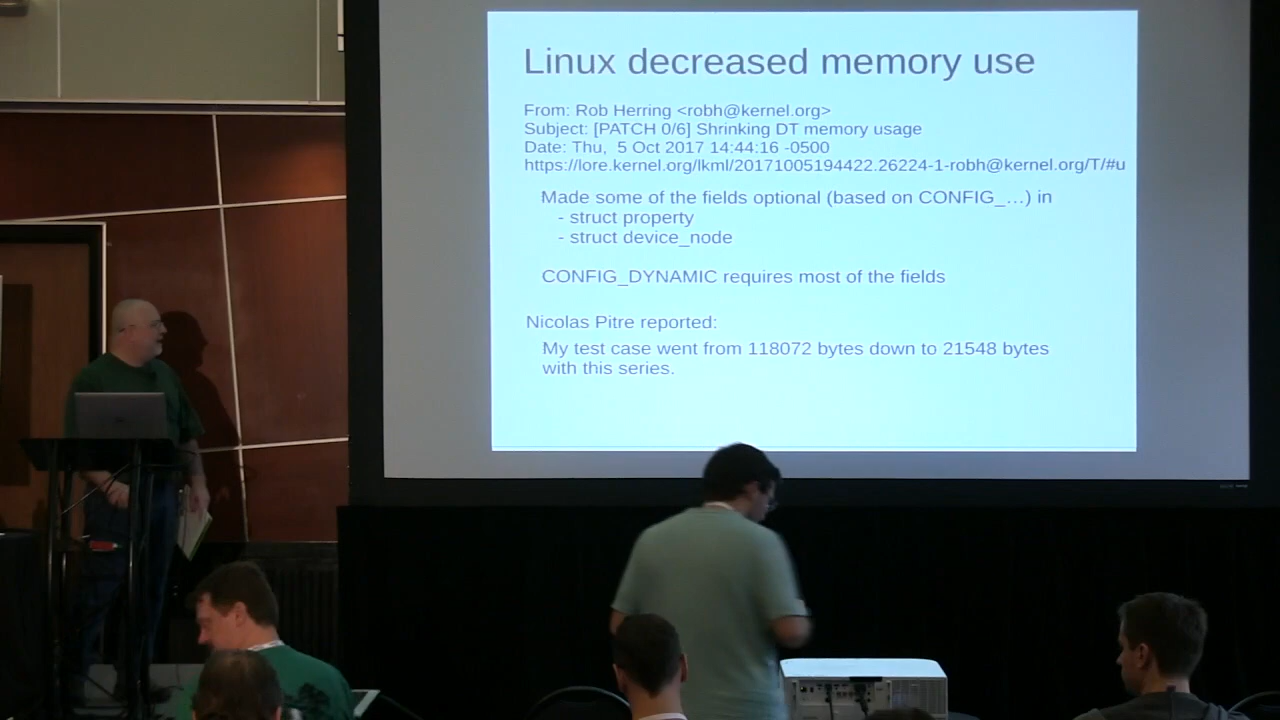 Linux decreased memory use
From: Rob Herring <robh@kernel.org>
Subject: [PATCH 0/6] Shrinking DT memory usage
Date: Thu,  5 Oct 2017 14:44:16 -0500
https://lore.kernel.org/lkml/20171005194422.26224-1-robh@kernel.org/T/#u
Made some of the fields optional (based on CONFIG_…) in
- struct property
- struct device_node
CONFIG_DYNAMIC requires most of the fields
Nicolas Pitre reported:
My test case went from 118072 bytes down to 21548 bytes
with this series.